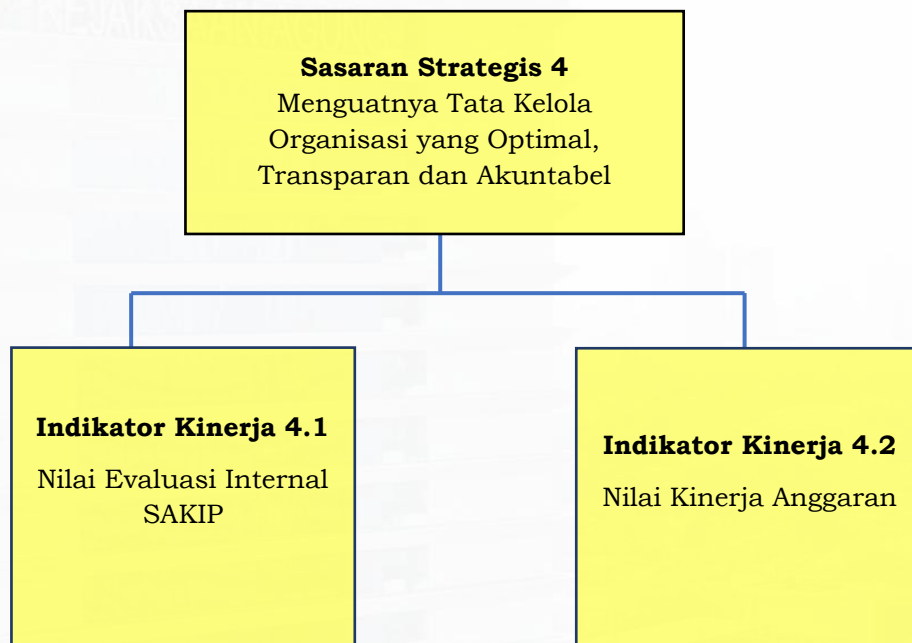 Sasaran Strategis 4
Menguatnya Tata Kelola
Organisasi yang Optimal,
Transparan dan Akuntabel
Indikator Kinerja 4.1
Nilai Evaluasi Internal
SAKIP
Indikator Kinerja 4.2
Nilai Kinerja Anggaran